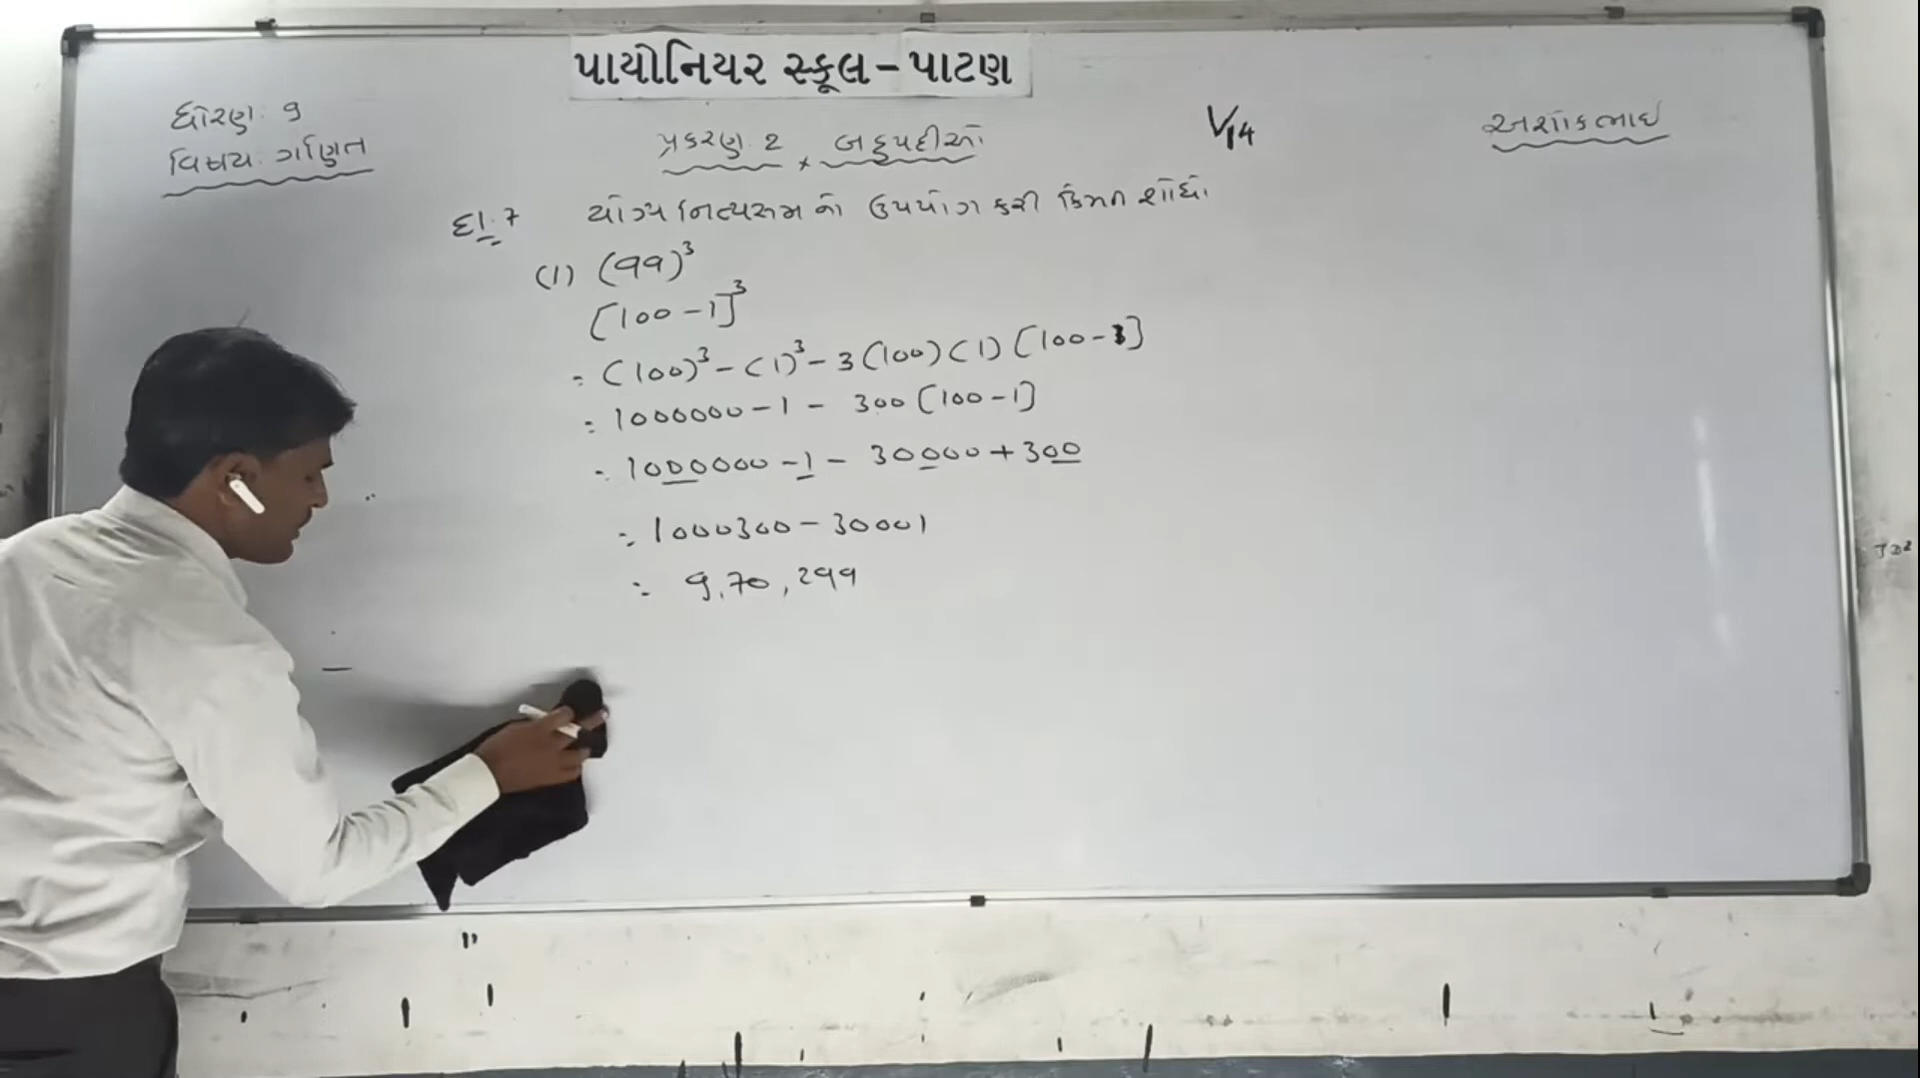 પાયોનિયર સ્કૂલ - પાટણ
ધોરણ: 9
વિષય: ગણિત
પ્રકરણ. 2 × બહુપદીઓ
V14
અશોકભાઇ
દા.7 યોગ્ય નિત્યસમ નો ઉપયોગ કરી કિંમત શોધો.
(1) (99)³
[100-1]³
= (100)³ - (1)³ - 3(100)(1)[100-1]
= 1000000 - 1 - 300[100-1]
= 1000000 - 1 - 30000 + 300
= 1000300 - 30001
= 9,70,299